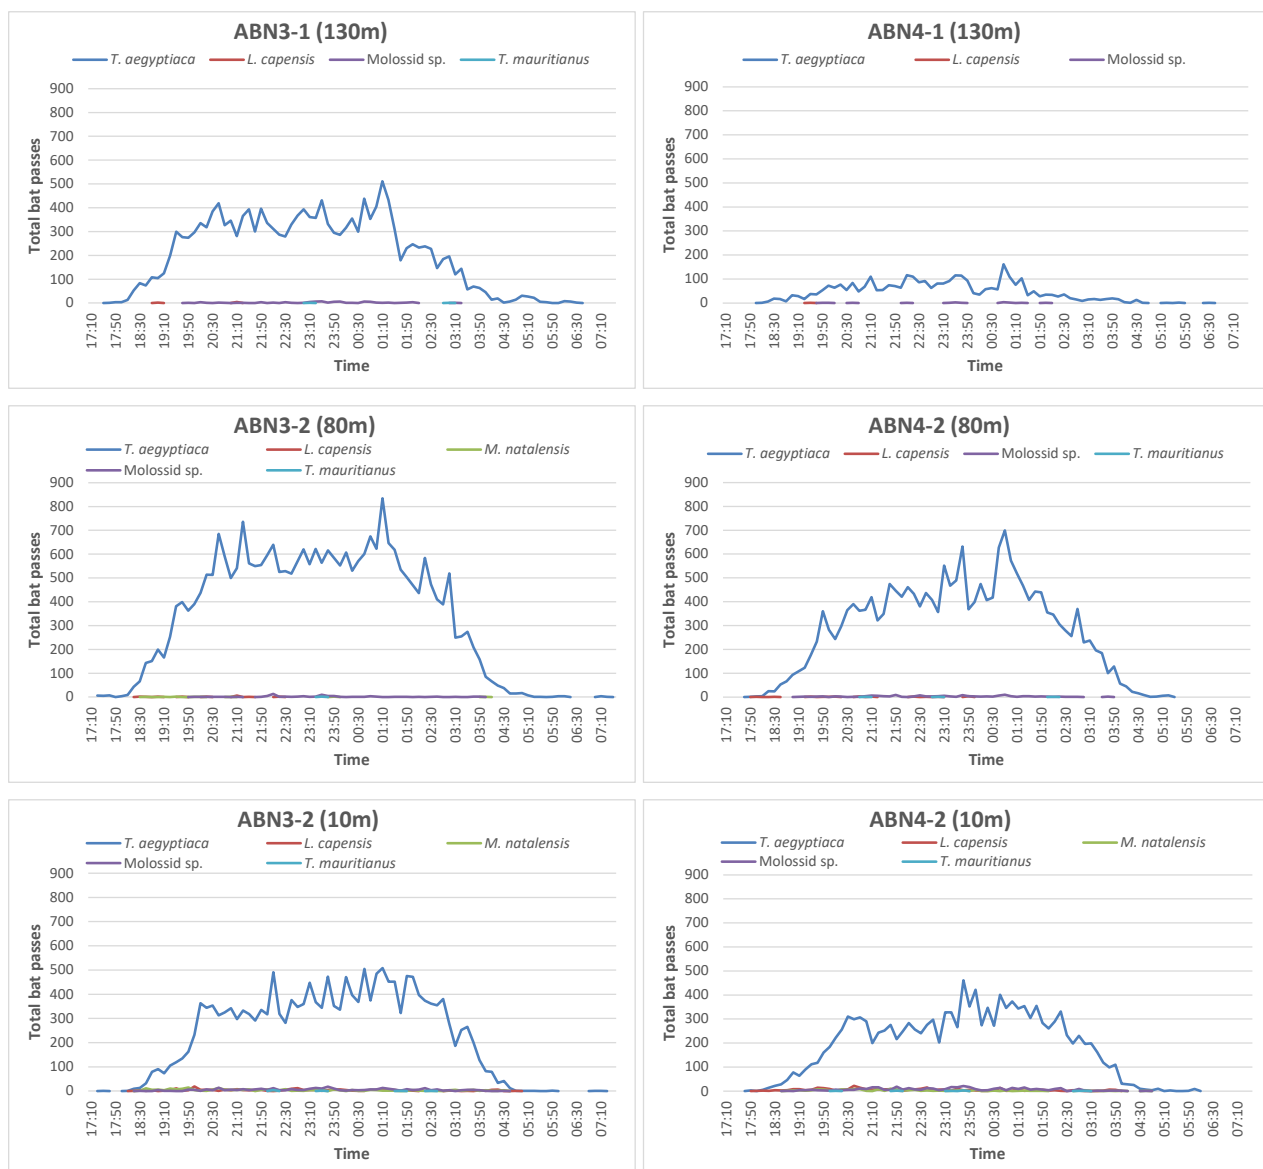 ABN3-1 (130m)
T. aegyptiaca L. capensis Molossid sp. T. mauritianus
900
800
700
600
500
400
300
200
100
0
Total bat passes
17:10 17:50 18:30 19:10 19:50 20:30 21:10 21:50 22:30 23:10 23:50 00:30 01:10 01:50 02:30 03:10 03:50 04:30 05:10 05:50 06:30 07:10
Time
ABN4-1 (130m)
T. aegyptiaca L. capensis Molossid sp.
900
800
700
600
500
400
300
200
100
0
Total bat passes
17:10 17:50 18:30 19:10 19:50 20:30 21:10 21:50 22:30 23:10 23:50 00:30 01:10 01:50 02:30 03:10 03:50 04:30 05:10 05:50 06:30 07:10
Time
ABN3-2 (80m)
T. aegyptiaca L. capensis M. natalensis
Molossid sp. T. mauritianus
900
800
700
600
500
400
300
200
100
0
Total bat passes
17:10 17:50 18:30 19:10 19:50 20:30 21:10 21:50 22:30 23:10 23:50 00:30 01:10 01:50 02:30 03:10 03:50 04:30 05:10 05:50 06:30 07:10
Time
ABN4-2 (80m)
T. aegyptiaca L. capensis Molossid sp. T. mauritianus
900
800
700
600
500
400
300
200
100
0
Total bat passes
17:10 17:50 18:30 19:10 19:50 20:30 21:10 21:50 22:30 23:10 23:50 00:30 01:10 01:50 02:30 03:10 03:50 04:30 05:10 05:50 06:30 07:10
Time
ABN3-2 (10m)
T. aegyptiaca L. capensis M. natalensis
Molossid sp. T. mauritianus
900
800
700
600
500
400
300
200
100
0
Total bat passes
17:10 17:50 18:30 19:10 19:50 20:30 21:10 21:50 22:30 23:10 23:50 00:30 01:10 01:50 02:30 03:10 03:50 04:30 05:10 05:50 06:30 07:10
Time
ABN4-2 (10m)
T. aegyptiaca L. capensis M. natalensis
Molossid sp. T. mauritianus
900
800
700
600
500
400
300
200
100
0
Total bat passes
17:10 17:50 18:30 19:10 19:50 20:30 21:10 21:50 22:30 23:10 23:50 00:30 01:10 01:50 02:30 03:10 03:50 04:30 05:10 05:50 06:30 07:10
Time